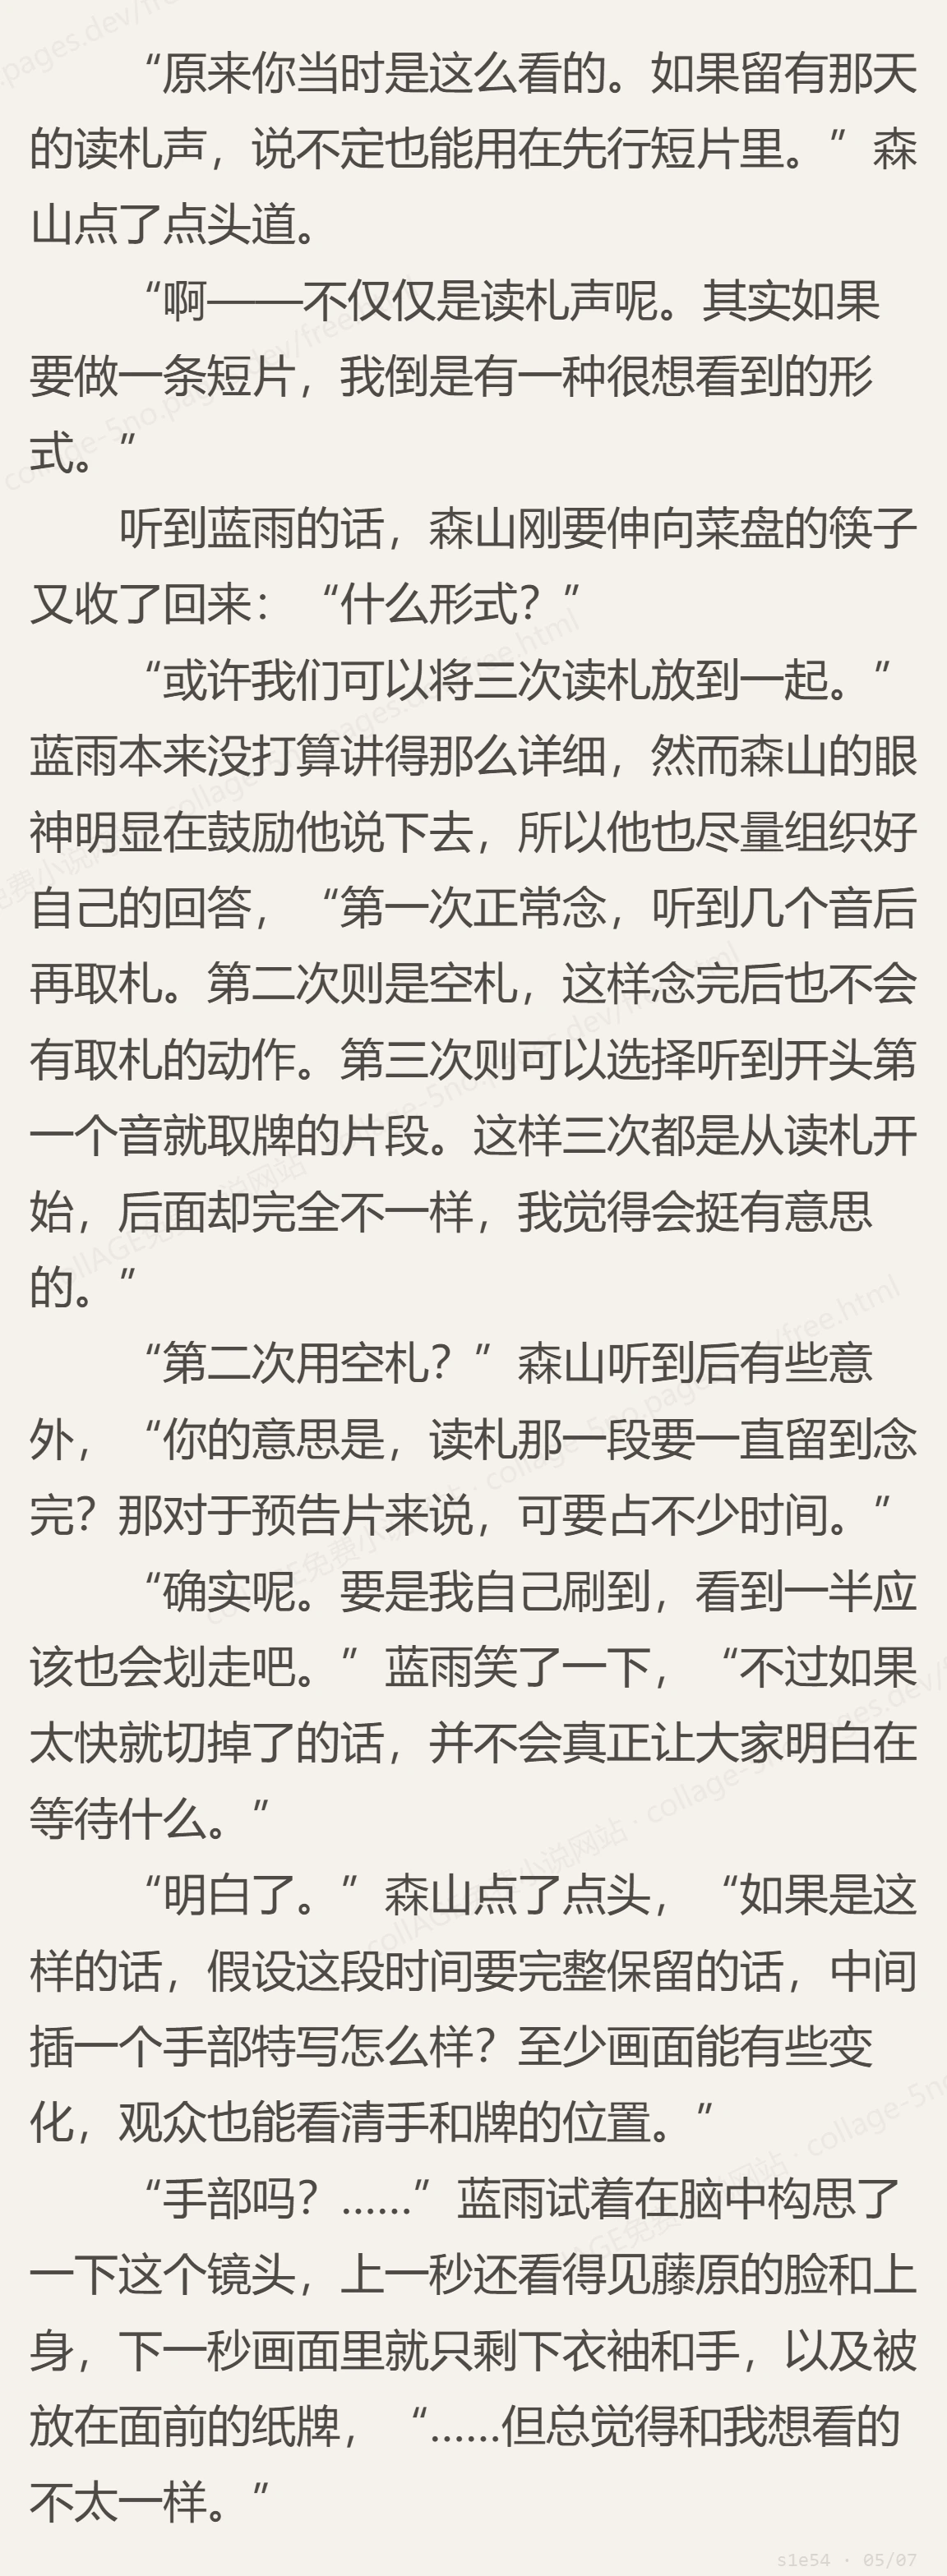 “原来你当时是这么看的。如果留有那天
的读札声，说不定也能用在先行短片里。”森
山点了点头道。
“啊——不仅仅是读札声呢。其实如果
要做一条短片，我倒是有一种很想看到的形
式。”
听到蓝雨的话，森山刚要伸向菜盘的筷子
又收了回来：“什么形式？”
“或许我们可以将三次读札放到一起。”
蓝雨本来没打算讲得那么详细，然而森山的眼
神明显在鼓励他说下去，所以他也尽量组织好
自己的回答，“第一次正常念，听到几个音后
再取札。第二次则是空札，这样念完后也不会
有取札的动作。第三次则可以选择听到开头第
一个音就取牌的片段。这样三次都是从读札开
始，后面却完全不一样，我觉得会挺有意思
的。”
“第二次用空札？”森山听到后有些意
外，“你的意思是，读札那一段要一直留到念
完？那对于预告片来说，可要占不少时间。”
“确实呢。要是我自己刷到，看到一半应
该也会划走吧。”蓝雨笑了一下，“不过如果
太快就切掉了的话，并不会真正让大家明白在
等待什么。”
“明白了。”森山点了点头，“如果是这
样的话，假设这段时间要完整保留的话，中间
插一个手部特写怎么样？至少画面能有些变
化，观众也能看清手和牌的位置。”
“手部吗？……”蓝雨试着在脑中构思了
一下这个镜头，上一秒还看得见藤原的脸和上
身，下一秒画面里就只剩下衣袖和手，以及被
放在面前的纸牌，“……但总觉得和我想看的
不太一样。”
s1e54 · 05/07